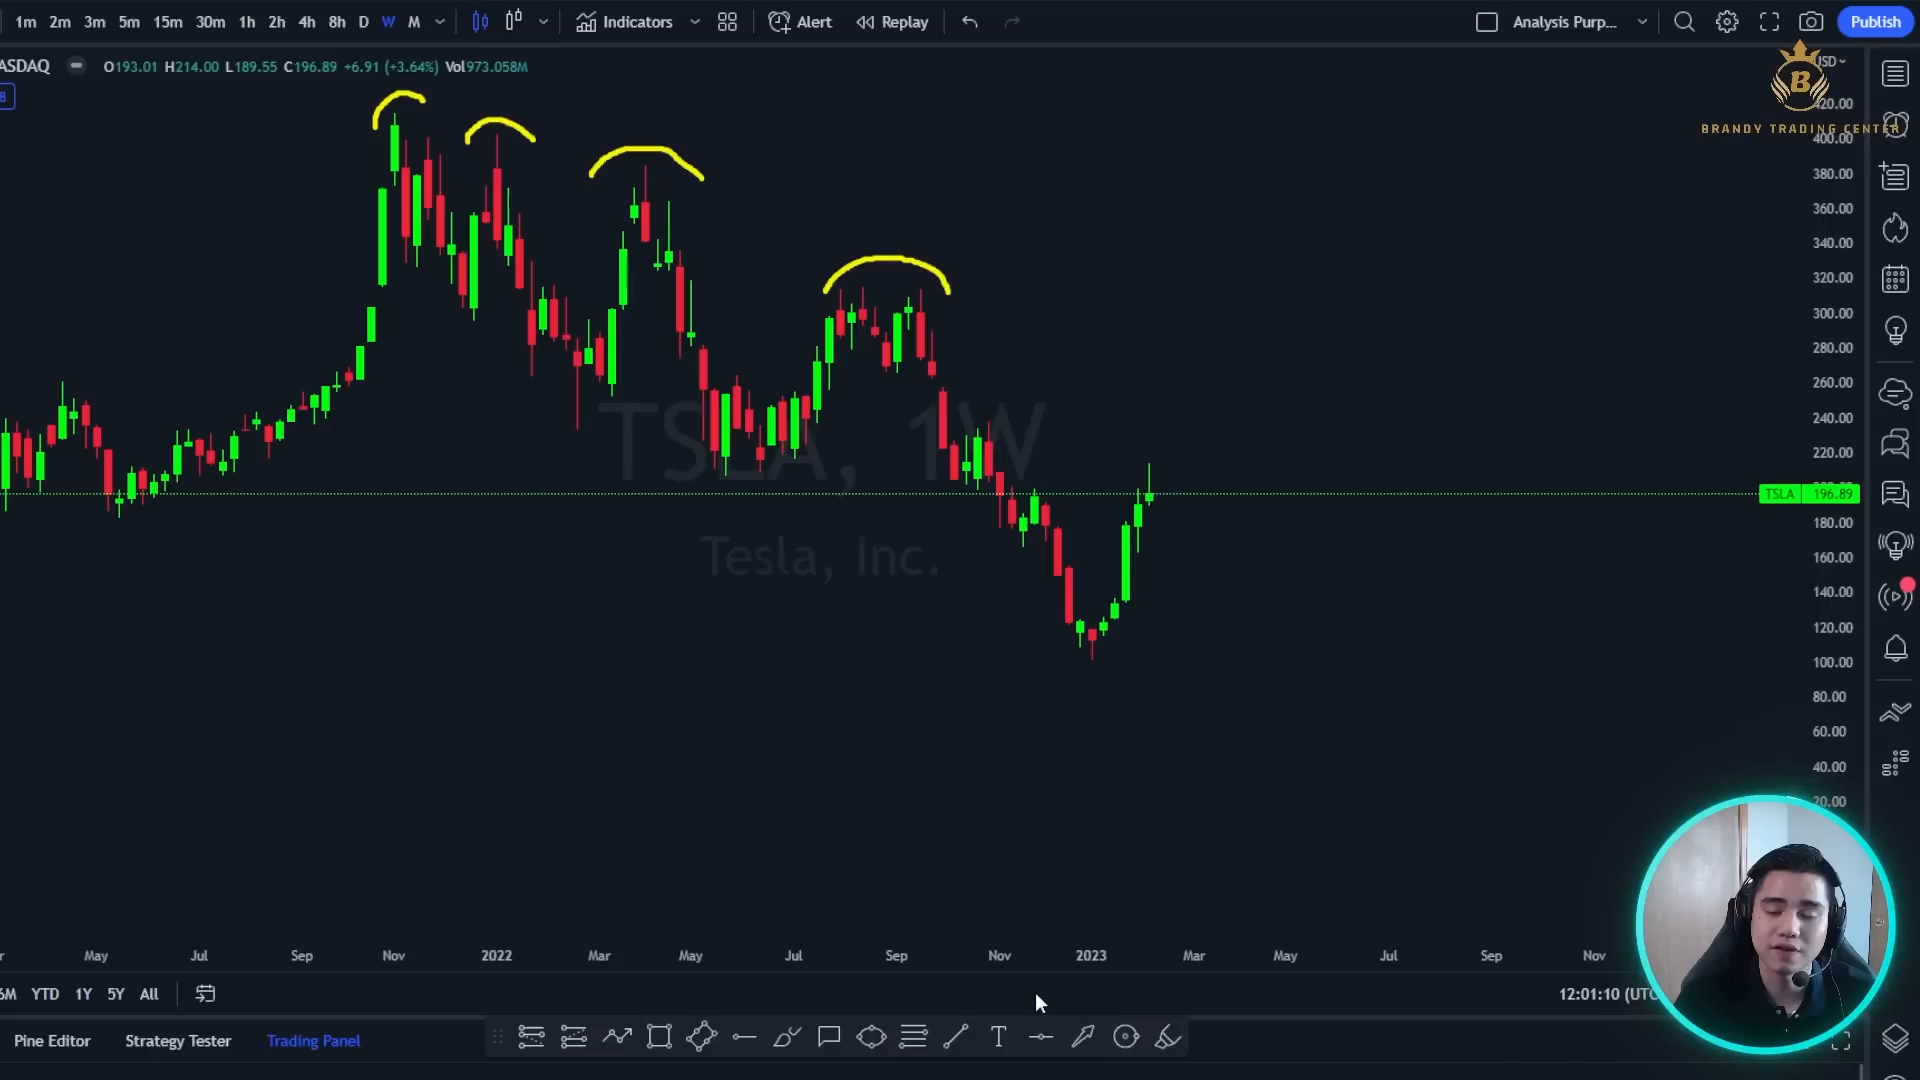 1m 2m 3m 5m 15m 30m 1h 2h 4h 8h D W M Indicators Alert Replay Analysis Purp... Publish
ASDAQ O193.01 H214.00 L189.55 C196.89 +6.91 (+3.64%) Vol973.058M
8
B
BRANDY TRADING CENTER
420.00
400.00
380.00
360.00
340.00
320.00
300.00
280.00
260.00
240.00
220.00
TSLA 196.89
180.00
160.00
140.00
120.00
100.00
80.00
60.00
40.00
20.00
TSLA, 1W
Tesla, Inc.
May Jul Sep Nov 2022 Mar May Jul Sep Nov 2023 Mar May Jul Sep Nov
6M YTD 1Y 5Y All 12:01:10 (UTC
Pine Editor Strategy Tester Trading Panel